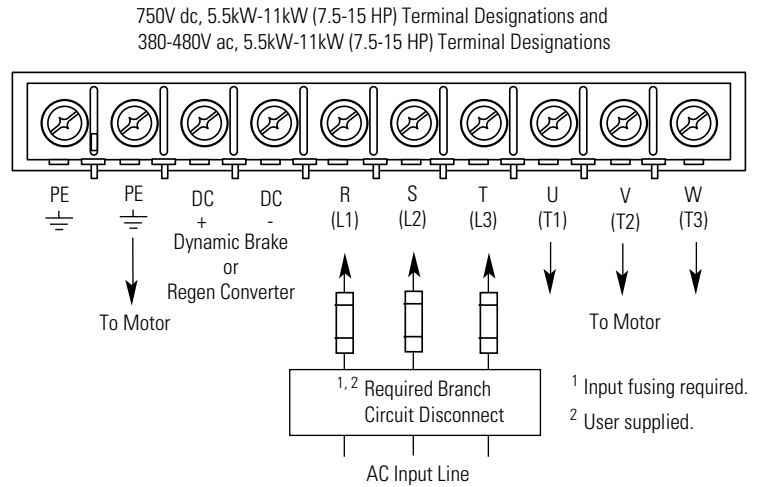 750V dc, 5.5kW-11kW (7.5-15 HP) Terminal Designations and
380-480V ac, 5.5kW-11kW (7.5-15 HP) Terminal Designations
PE
PE
DC
+
DC
-
R
(L1)
S
(L2)
T
(L3)
U
(T1)
V
(T2)
W
(T3)
Dynamic Brake
or
Regen Converter
To Motor
To Motor
1, 2 Required Branch
Circuit Disconnect
1 Input fusing required.
2 User supplied.
AC Input Line